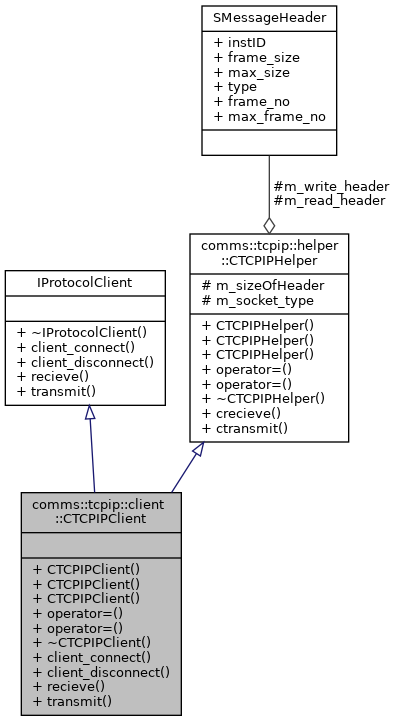 SMessageHeader
+ instID
+ frame_size
+ max_size
+ type
+ frame_no
+ max_frame_no
#m_write_header
#m_read_header
comms::tcpip::helper
::CTCPIPHelper
# m_sizeOfHeader
# m_socket_type
+ CTCPIPHelper()
+ CTCPIPHelper()
+ CTCPIPHelper()
+ operator=()
+ operator=()
+ ~CTCPIPHelper()
+ crecieve()
+ ctransmit()
IProtocolClient
+ ~IProtocolClient()
+ client_connect()
+ client_disconnect()
+ recieve()
+ transmit()
comms::tcpip::client
::CTCPIPClient
+ CTCPIPClient()
+ CTCPIPClient()
+ CTCPIPClient()
+ operator=()
+ operator=()
+ ~CTCPIPClient()
+ client_connect()
+ client_disconnect()
+ recieve()
+ transmit()